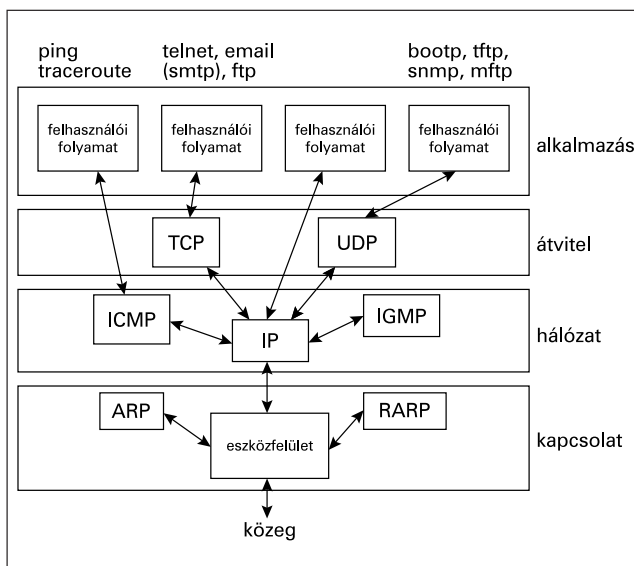 ping
traceroute
telnet, email
(smtp), ftp
bootp, tftp,
snmp, mftp
felhasználói
folyamat
felhasználói
folyamat
felhasználói
folyamat
felhasználói
folyamat
alkalmazás
TCP
UDP
átvitel
ICMP
IP
IGMP
hálózat
ARP
eszközfelület
RARP
kapcsolat
közeg